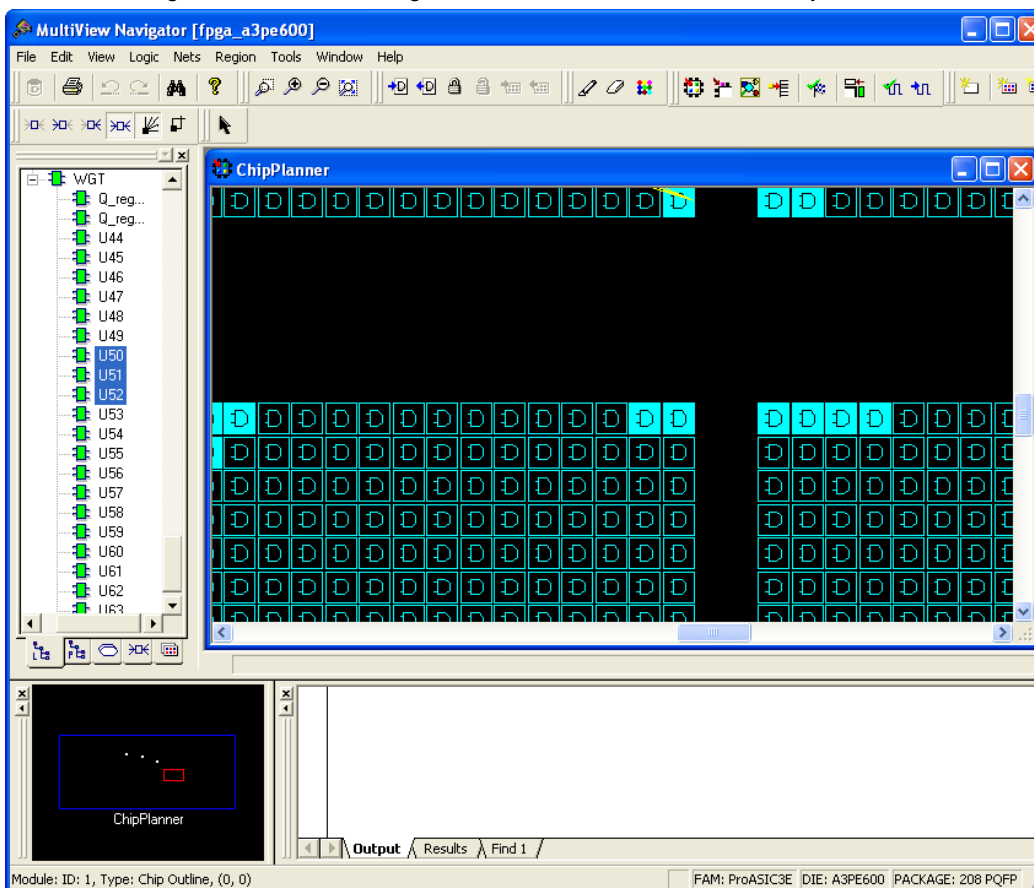 MultiView Navigator [fpga_a3pe600]
File Edit View Logic Nets Region Tools Window Help
ChipPlanner
WGT
Q_reg...
Q_reg...
U44
U45
U46
U47
U48
U49
U50
U51
U52
U53
U54
U55
U56
U57
U58
U59
U60
U61
U62
U63
ChipPlanner
Output Results Find 1
Module: ID: 1, Type: Chip Outline, (0, 0) FAM: ProASIC3E DIE: A3PE600 PACKAGE: 208 PQFP